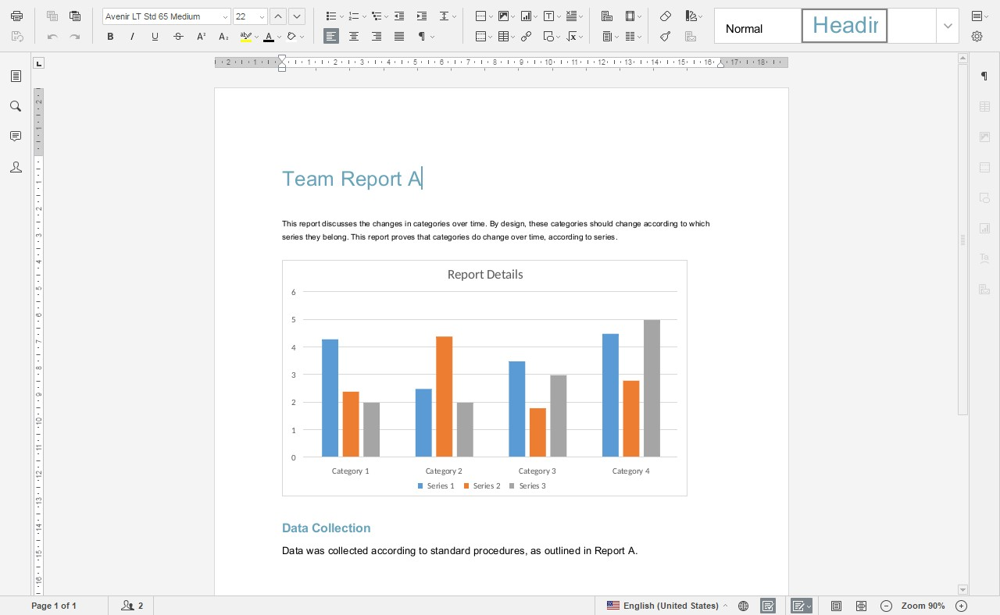 Avenir LT Std 65 Medium
22
Normal
Headin
Team Report A
This report discusses the changes in categories over time. By design, these categories should change according to which
series they belong. This report proves that categories do change over time, according to series.
Report Details
6
5
4
3
2
1
0
Category 1 Category 2 Category 3 Category 4
Series 1 Series 2 Series 3
Data Collection
Data was collected according to standard procedures, as outlined in Report A.
Page 1 of 1
2
English (United States)
Zoom 90%